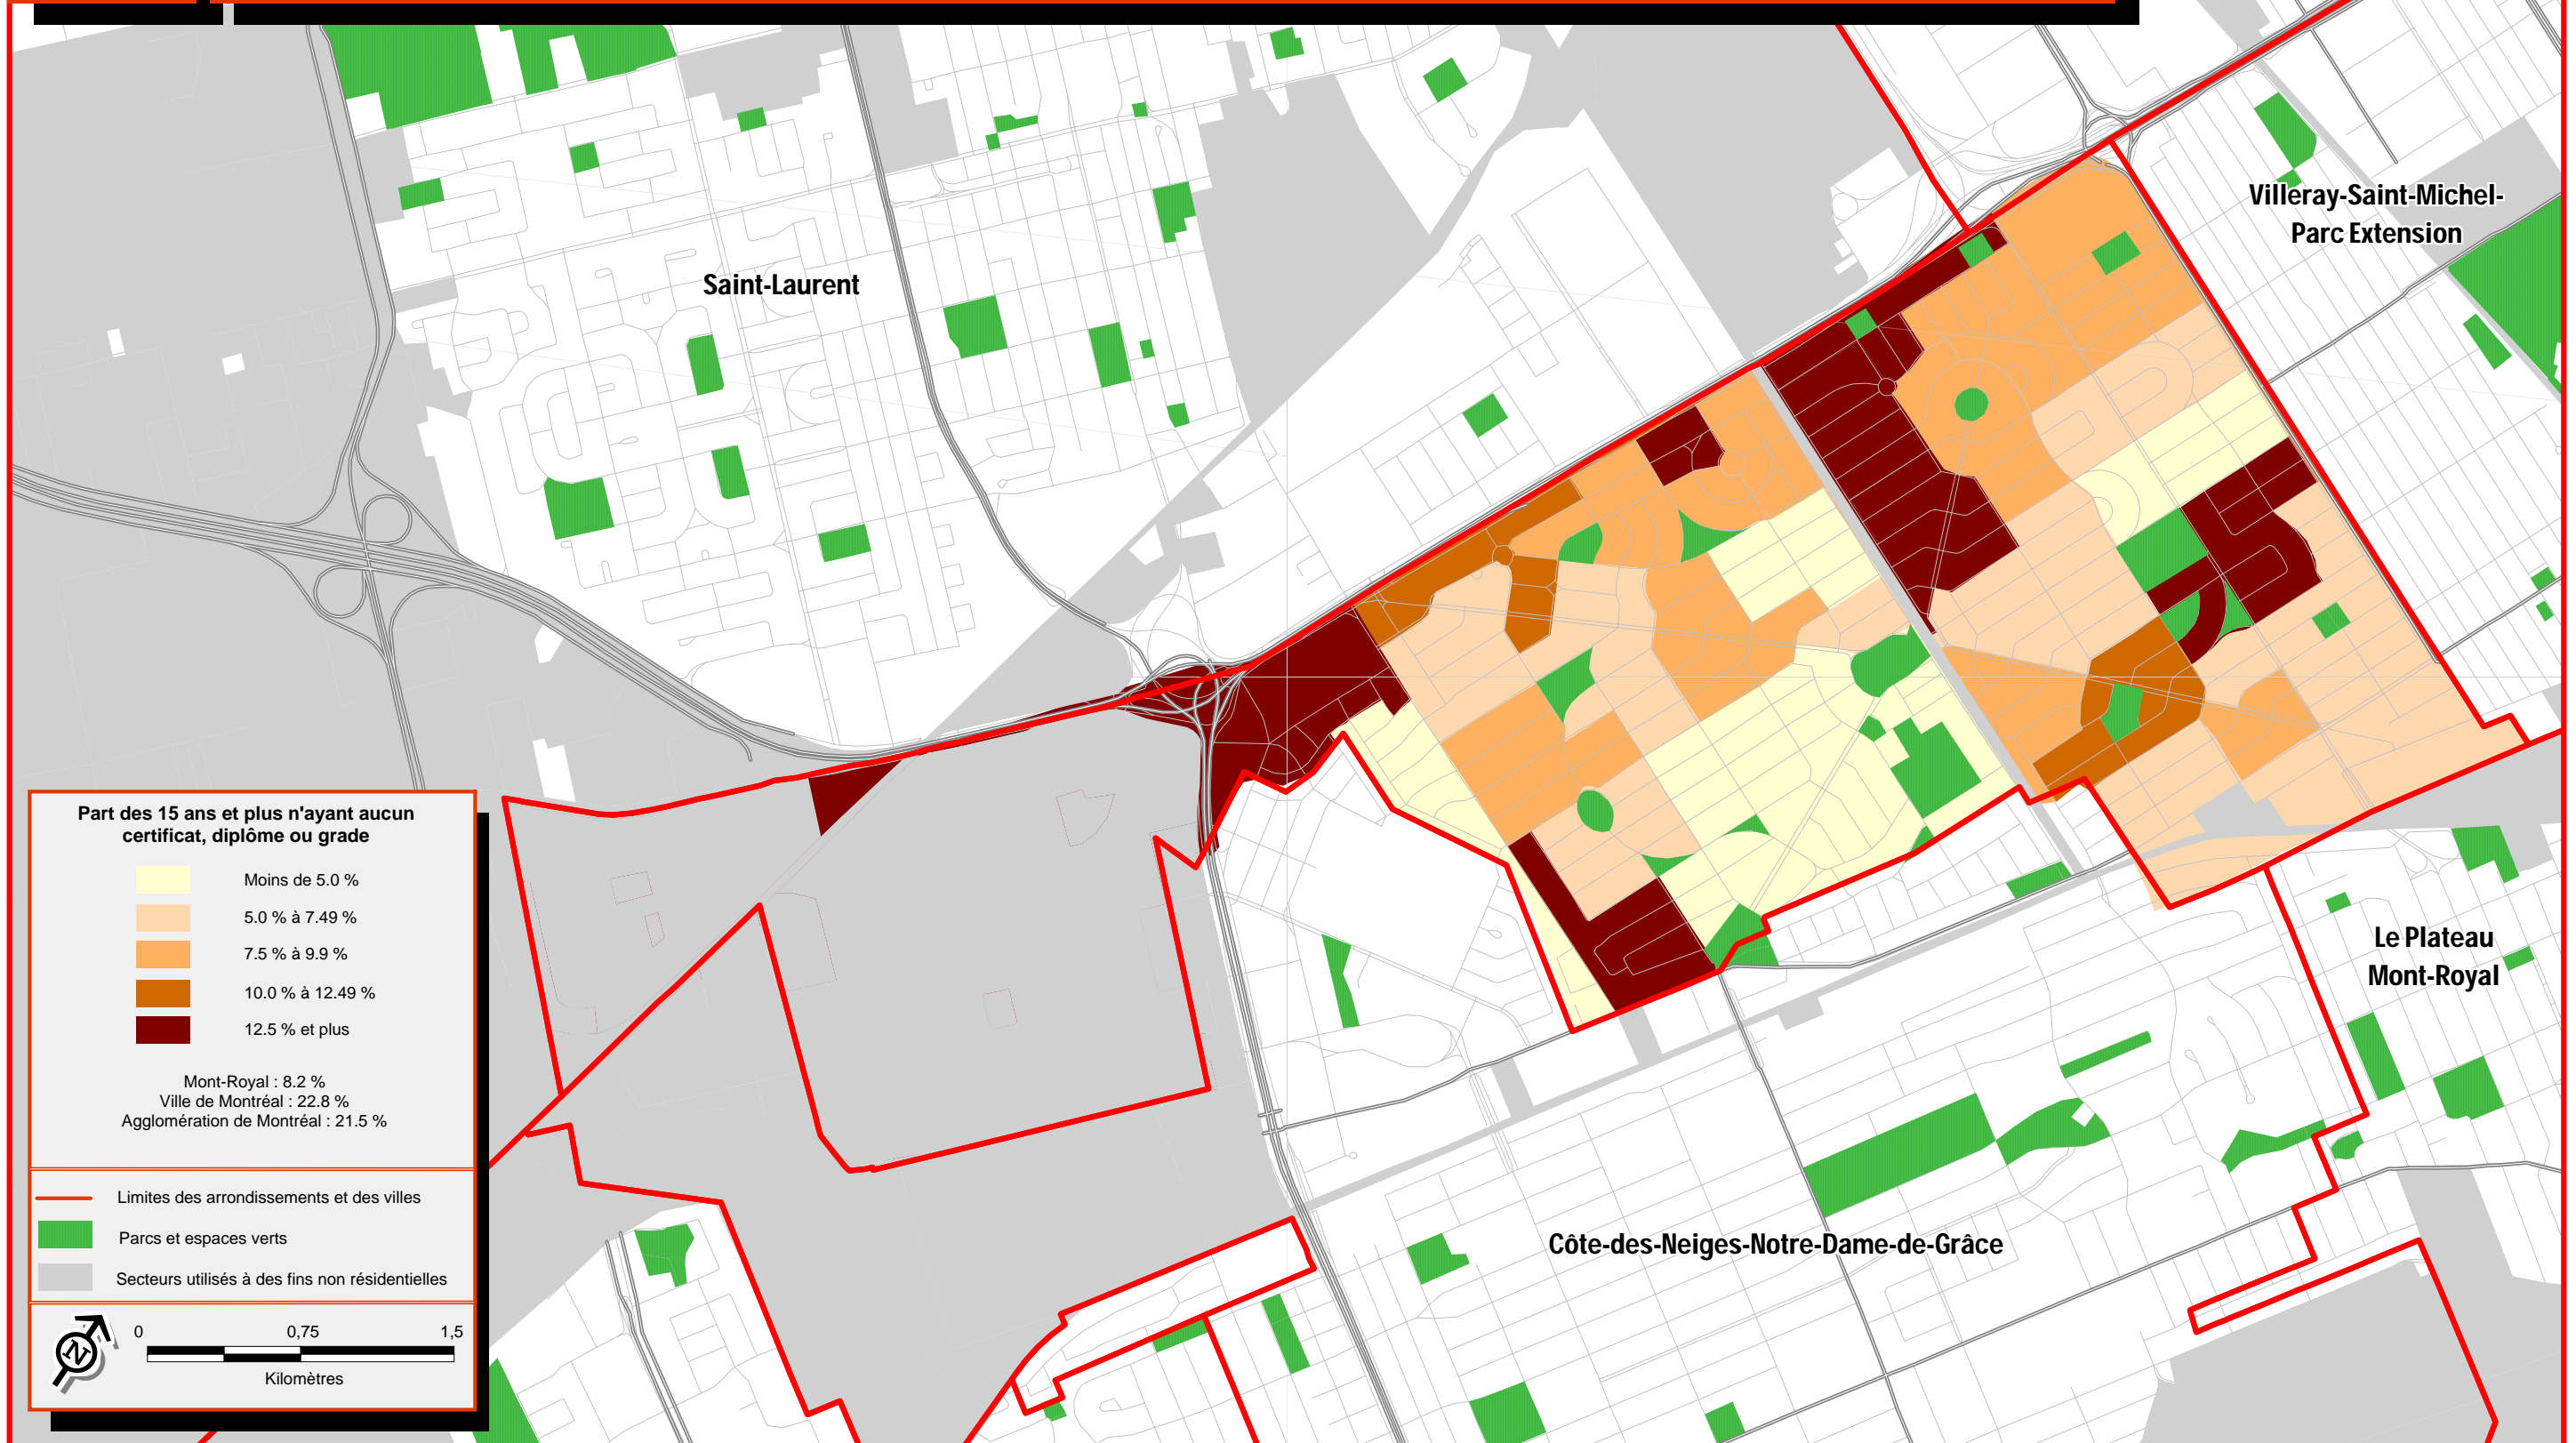 Villeray-Saint-Michel-
Parc Extension
Saint-Laurent
Le Plateau
Mont-Royal
Côte-des-Neiges-Notre-Dame-de-Grâce
Part des 15 ans et plus n'ayant aucun
certificat, diplôme ou grade
Moins de 5.0 %
5.0 % à 7.49 %
7.5 % à 9.9 %
10.0 % à 12.49 %
12.5 % et plus
Mont-Royal : 8.2 %
Ville de Montréal : 22.8 %
Agglomération de Montréal : 21.5 %
Limites des arrondissements et des villes
Parcs et espaces verts
Secteurs utilisés à des fins non résidentielles
N
0 0,75 1,5
Kilomètres